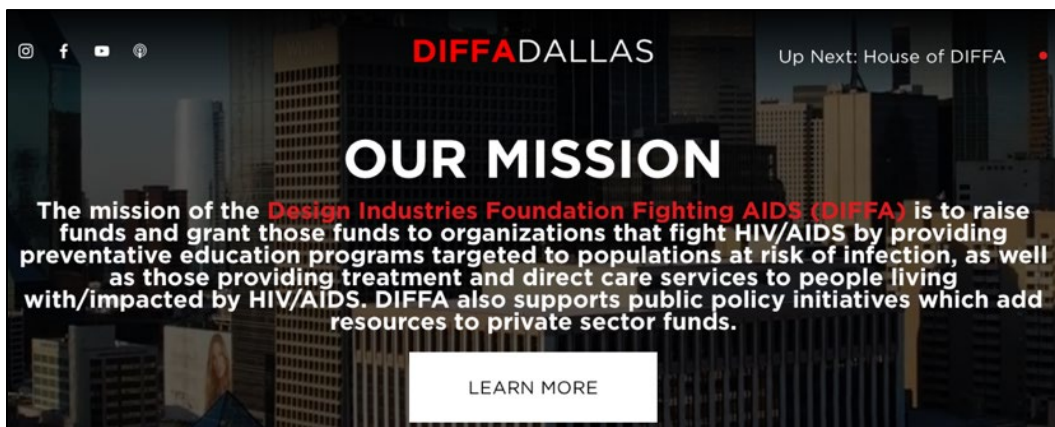 DIFFADALLAS
Up Next: House of DIFFA
OUR MISSION
The mission of the Design Industries Foundation Fighting AIDS (DIFFA) is to raise
funds and grant those funds to organizations that fight HIV/AIDS by providing
preventative education programs targeted to populations at risk of infection, as well
as those providing treatment and direct care services to people living
with/impacted by HIV/AIDS. DIFFA also supports public policy initiatives which add
resources to private sector funds.
LEARN MORE